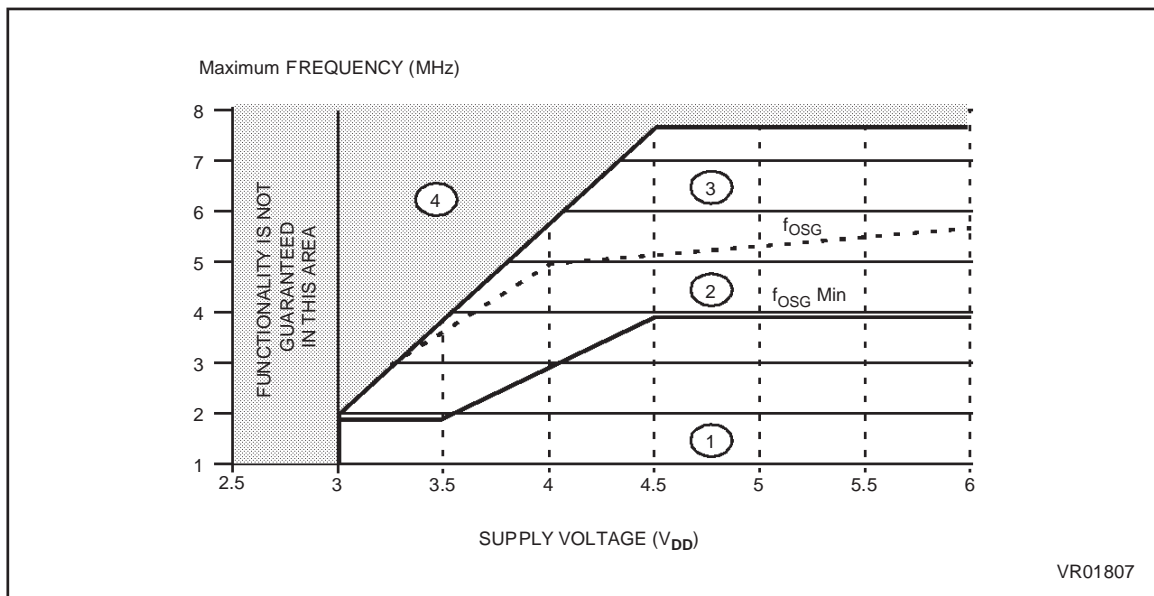 Maximum FREQUENCY (MHz)
8
7
6
5
4
3
2
1
FUNCTIONALITY IS NOT
GUARANTEED
IN THIS AREA
4
3
fOSG
2
fOSG Min
1
2.5 3 3.5 4 4.5 5 5.5 6
SUPPLY VOLTAGE (VDD)
VR01807